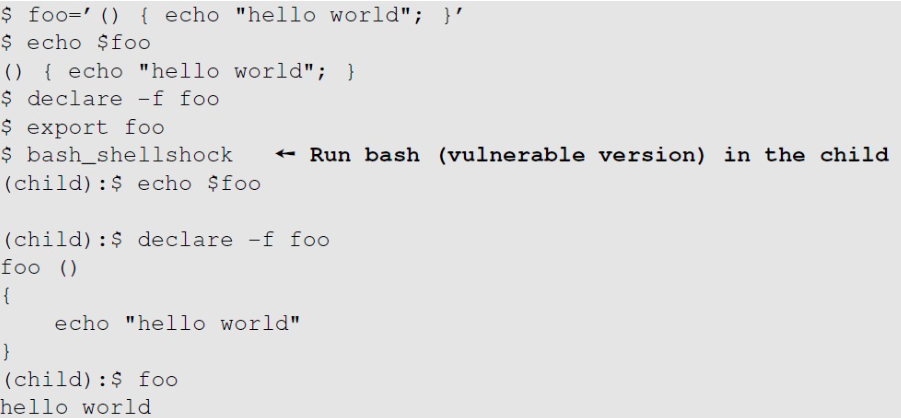 $ foo=’() { echo "hello world"; }’
$ echo $foo
() { echo "hello world"; }
$ declare -f foo
$ export foo
$ bash_shellshock ← Run bash (vulnerable version) in the child
(child):$ echo $foo
(child):$ declare -f foo
foo ()
{
    echo "hello world"
}
(child):$ foo
hello world